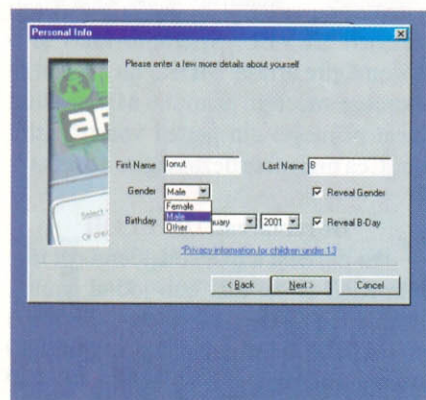 Personal Info
Please enter a few more details about yourself
First Name Ionut Last Name B
Gender Male Reveal Gender
Female
Male
Other
Birthday uary 2001 Reveal B-Day
*Privacy information for children under 13
< Back Next > Cancel